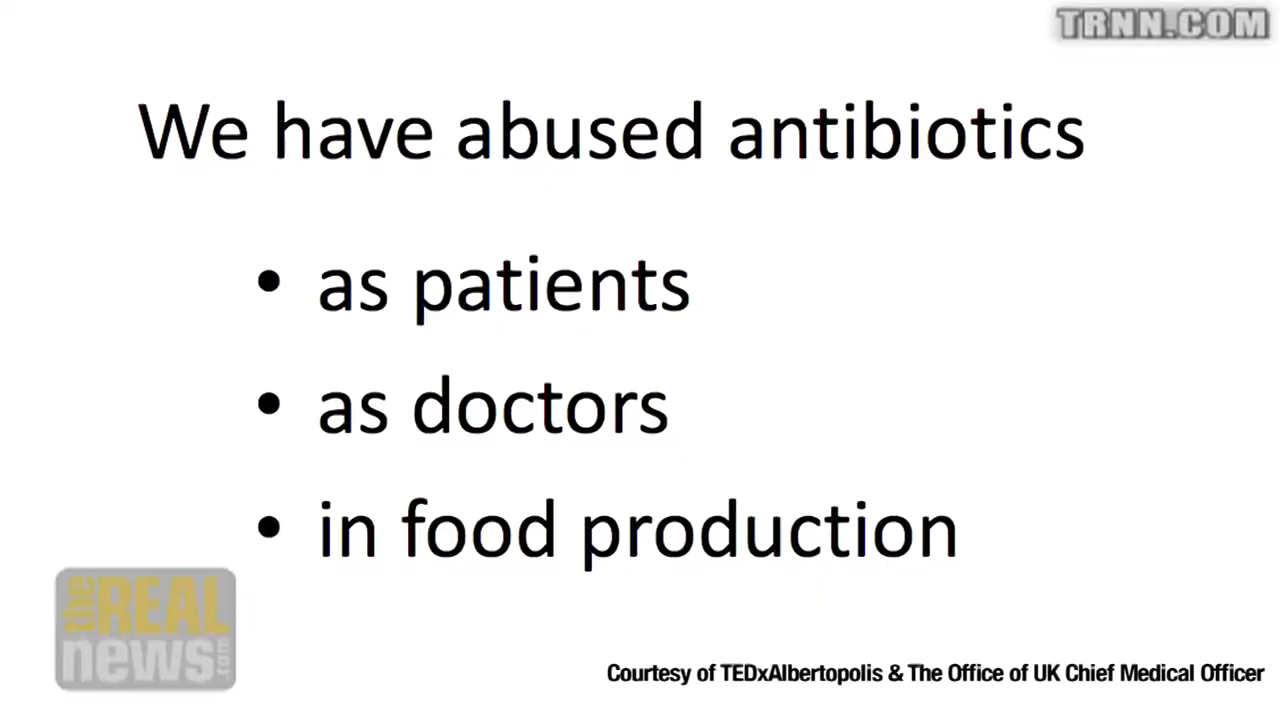 TRNN.COM
We have abused antibiotics
• as patients
• as doctors
• in food production
the REAL
news.com
Courtesy of TEDxAlbertopolis & The Office of UK Chief Medical Officer